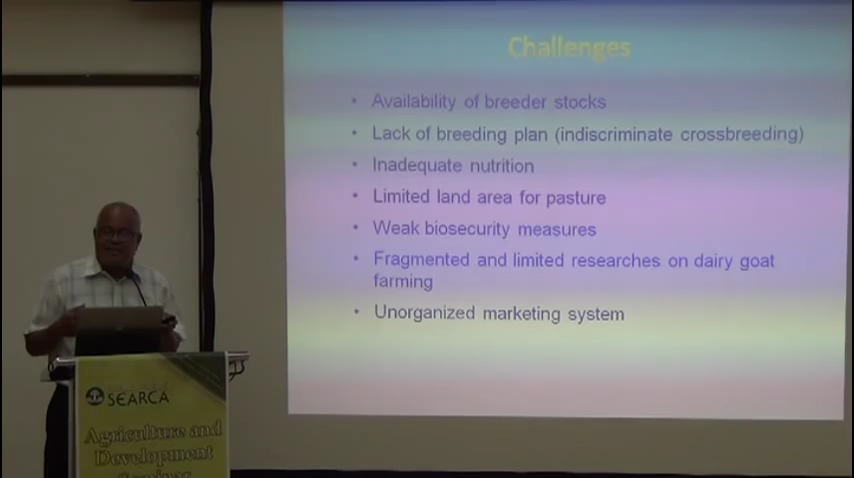 Challenges
• Availability of breeder stocks
• Lack of breeding plan (indiscriminate crossbreeding)
• Inadequate nutrition
• Limited land area for pasture
• Weak biosecurity measures
• Fragmented and limited researches on dairy goat
farming
• Unorganized marketing system
SEARCA
Agriculture and
Development
Seminar